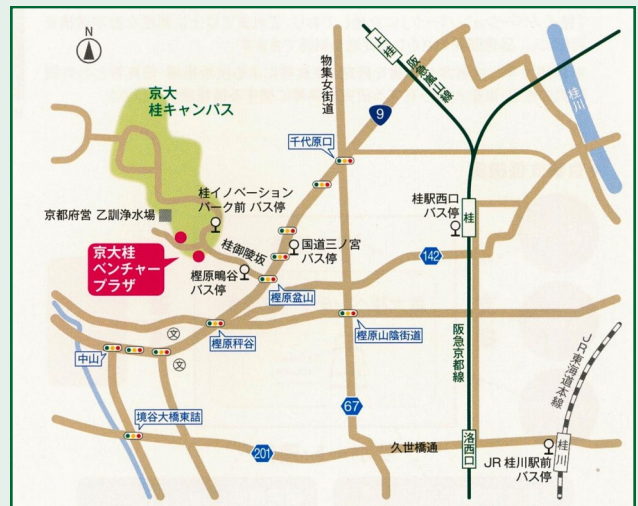 N
京大
桂キャンパス
物集女街道
上桂
阪急嵐山線
桂川
9
千代原口
桂イノベーション
パーク前 バス停
京都府営 乙訓浄水場
桂駅西口
バス停
桂
京大桂
ベンチャー
プラザ
桂御陵坂
国道三ノ宮
バス停
樫原鴫谷
バス停
142
樫原盆山
樫原秤谷
樫原山陰街道
文
文
中山
阪急京都線
JR東海道本線
67
境谷大橋東詰
201
久世橋通
洛西口
桂川
JR 桂川駅前
バス停